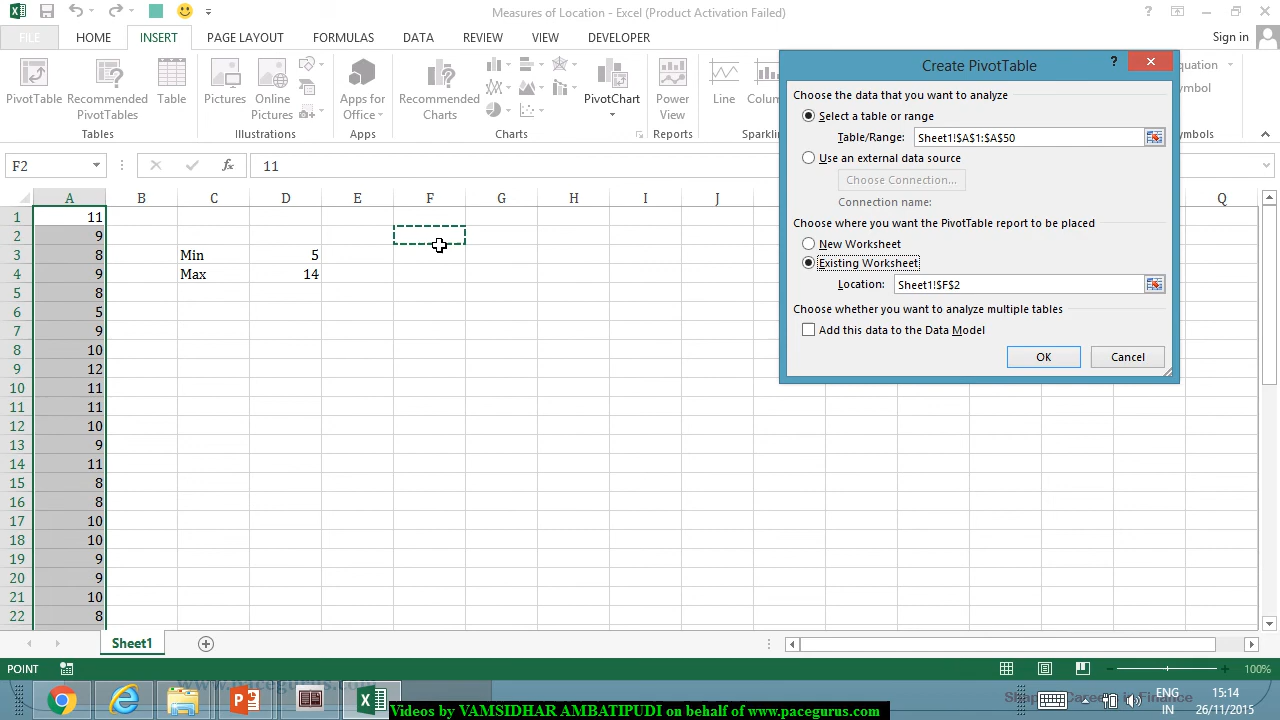 Measures of Location - Excel (Product Activation Failed)
FILE HOME INSERT PAGE LAYOUT FORMULAS DATA REVIEW VIEW DEVELOPER Sign in
PivotTable Recommended PivotTables Table Pictures Online Pictures Apps for Office Recommended Charts PivotChart Power View Line
Tables Illustrations Apps Charts Reports
F2 11
A B C D E F G H I J Q
1 11
2 9
3 8 Min 5
4 9 Max 14
5 8
6 5
7 9
8 10
9 12
10 11
11 11
12 10
13 9
14 11
15 8
16 8
17 10
18 10
19 9
20 9
21 10
22 8
Create PivotTable
Choose the data that you want to analyze
Select a table or range
Table/Range: Sheet1!$A$1:$A$50
Use an external data source
Choose Connection...
Connection name:
Choose where you want the PivotTable report to be placed
New Worksheet
Existing Worksheet
Location: Sheet1!$F$2
Choose whether you want to analyze multiple tables
Add this data to the Data Model
OK Cancel
Sheet1
POINT 100%
www.pacegurus.com
ENG 15:14
IN 26/11/2015
Videos by VAMSIDHAR AMBATIPUDI on behalf of www.pacegurus.com